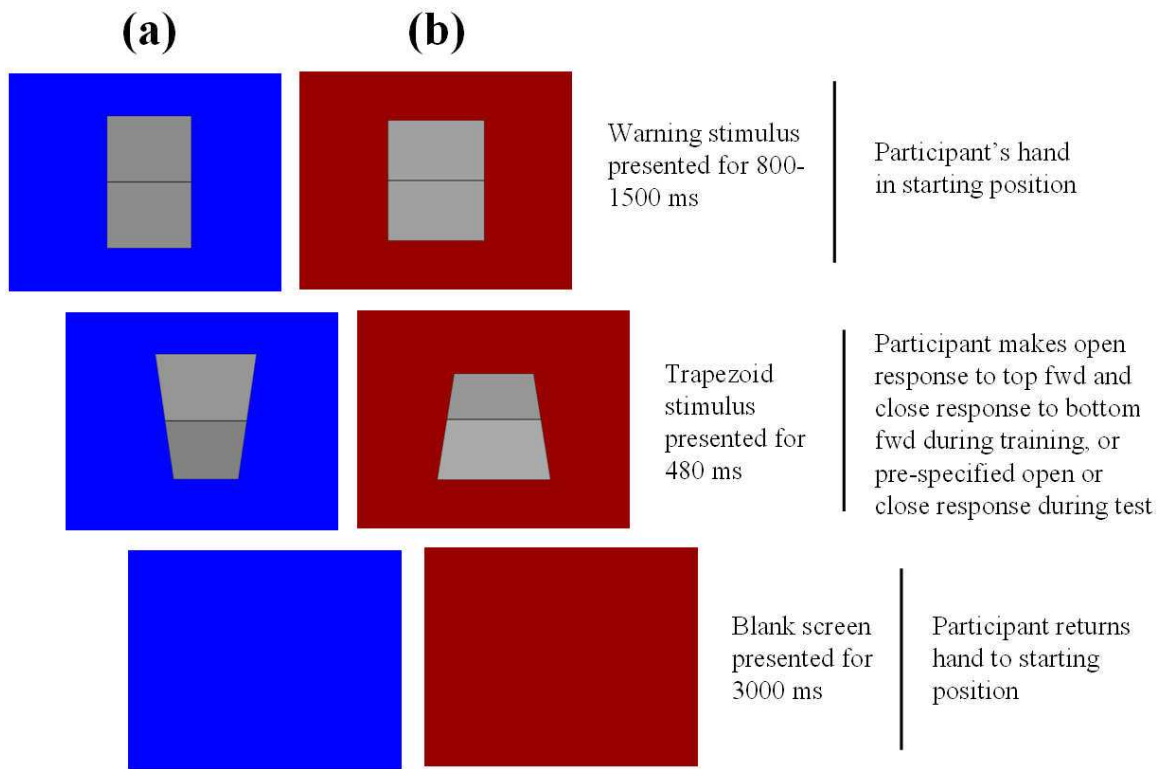 (a)
(b)
Warning stimulus
presented for 800-
1500 ms
Participant’s hand
in starting position
Trapezoid
stimulus
presented for
480 ms
Participant makes open
response to top fwd and
close response to bottom
fwd during training, or
pre-specified open or
close response during test
Blank screen
presented for
3000 ms
Participant returns
hand to starting
position